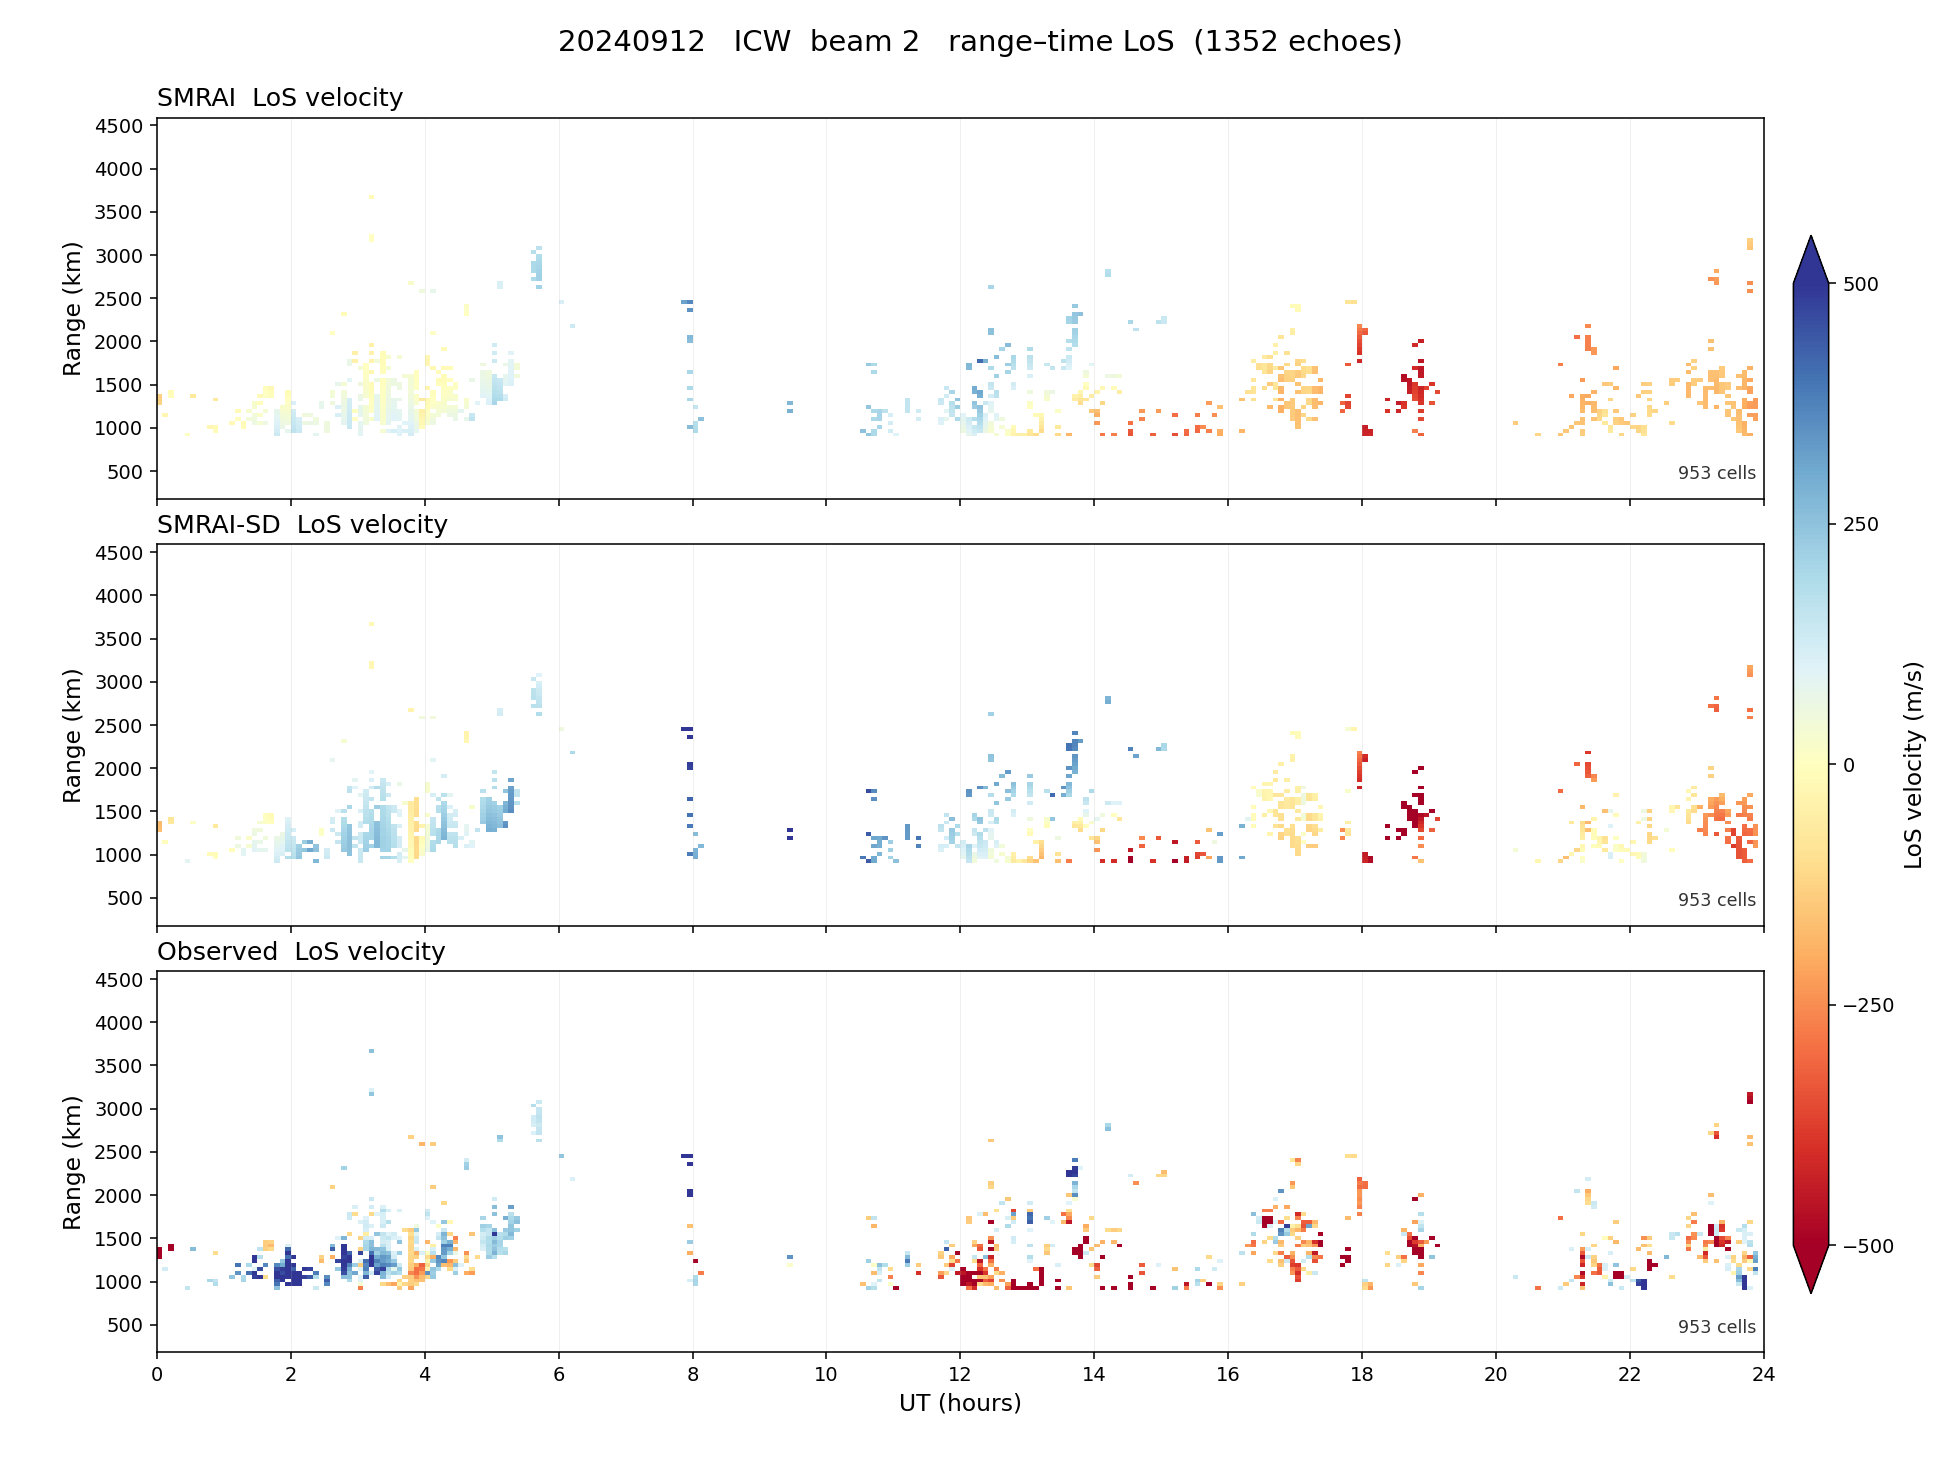 20240912   ICW  beam 2   range–time LoS  (1352 echoes)
SMRAI  LoS velocity
4500
4000
3500
3000
2500
2000
1500
1000
500
Range (km)
953 cells
SMRAI-SD  LoS velocity
4500
4000
3500
3000
2500
2000
1500
1000
500
Range (km)
953 cells
Observed  LoS velocity
4500
4000
3500
3000
2500
2000
1500
1000
500
Range (km)
953 cells
0 2 4 6 8 10 12 14 16 18 20 22 24
UT (hours)
500
250
0
−250
−500
LoS velocity (m/s)